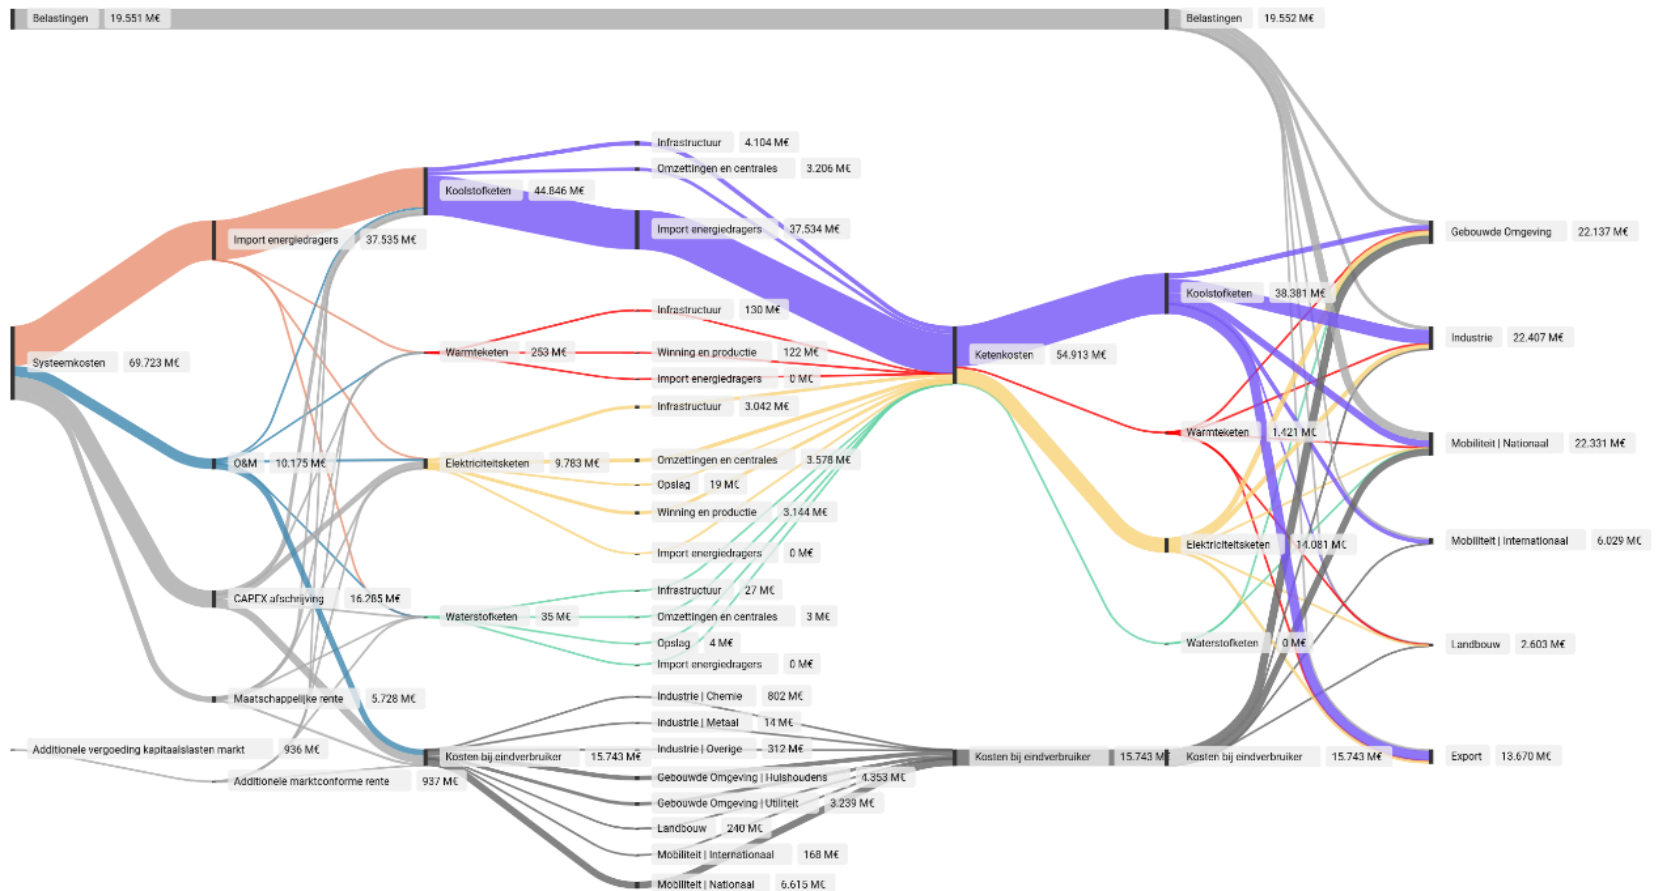 Belastingen 19.551 M€
Belastingen 19.552 M€
Infrastructuur 4.104 M€
Omzettingen en centrales 3.206 M€
Koolstofketen 44.846 M€
Import energiedragers 37.534 M€
Gebouwde Omgeving 22.137 M€
Import energiedragers 37.535 M€
Koolstofketen 38.381 M€
Infrastructuur 130 M€
Industrie 22.407 M€
Warmteketen 253 M€
Winning en productie 122 M€
Ketenkosten 54.913 M€
Systeemkosten 69.723 M€
Import energiedragers 0 M€
Infrastructuur 3.042 M€
Warmteketen 1.421 M€
Mobiliteit | Nationaal 22.331 M€
O&M 10.175 M€
Elektriciteitsketen 9.783 M€
Omzettingen en centrales 3.578 M€
Opslag 19 M€
Winning en productie 3.144 M€
Mobiliteit | Internationaal 6.029 M€
Elektriciteitsketen 14.081 M€
Import energiedragers 0 M€
Infrastructuur 27 M€
CAPEX afschrijving 16.285 M€
Waterstofketen 35 M€
Omzettingen en centrales 3 M€
Opslag 4 M€
Waterstofketen 0 M€
Landbouw 2.603 M€
Import energiedragers 0 M€
Industrie | Chemie 802 M€
Maatschappelijke rente 5.728 M€
Industrie | Metaal 14 M€
Additionele vergoeding kapitaalslasten markt 936 M€
Industrie | Overige 312 M€
Kosten bij eindverbruiker 15.743 M€
Kosten bij eindverbruiker 15.743 M€
Kosten bij eindverbruiker 15.743 M€
Export 13.670 M€
Gebouwde Omgeving | Huishoudens 4.353 M€
Additionele marktconforme rente 937 M€
Gebouwde Omgeving | Utiliteit 3.239 M€
Landbouw 240 M€
Mobiliteit | Internationaal 168 M€
Mobiliteit | Nationaal 6.615 M€